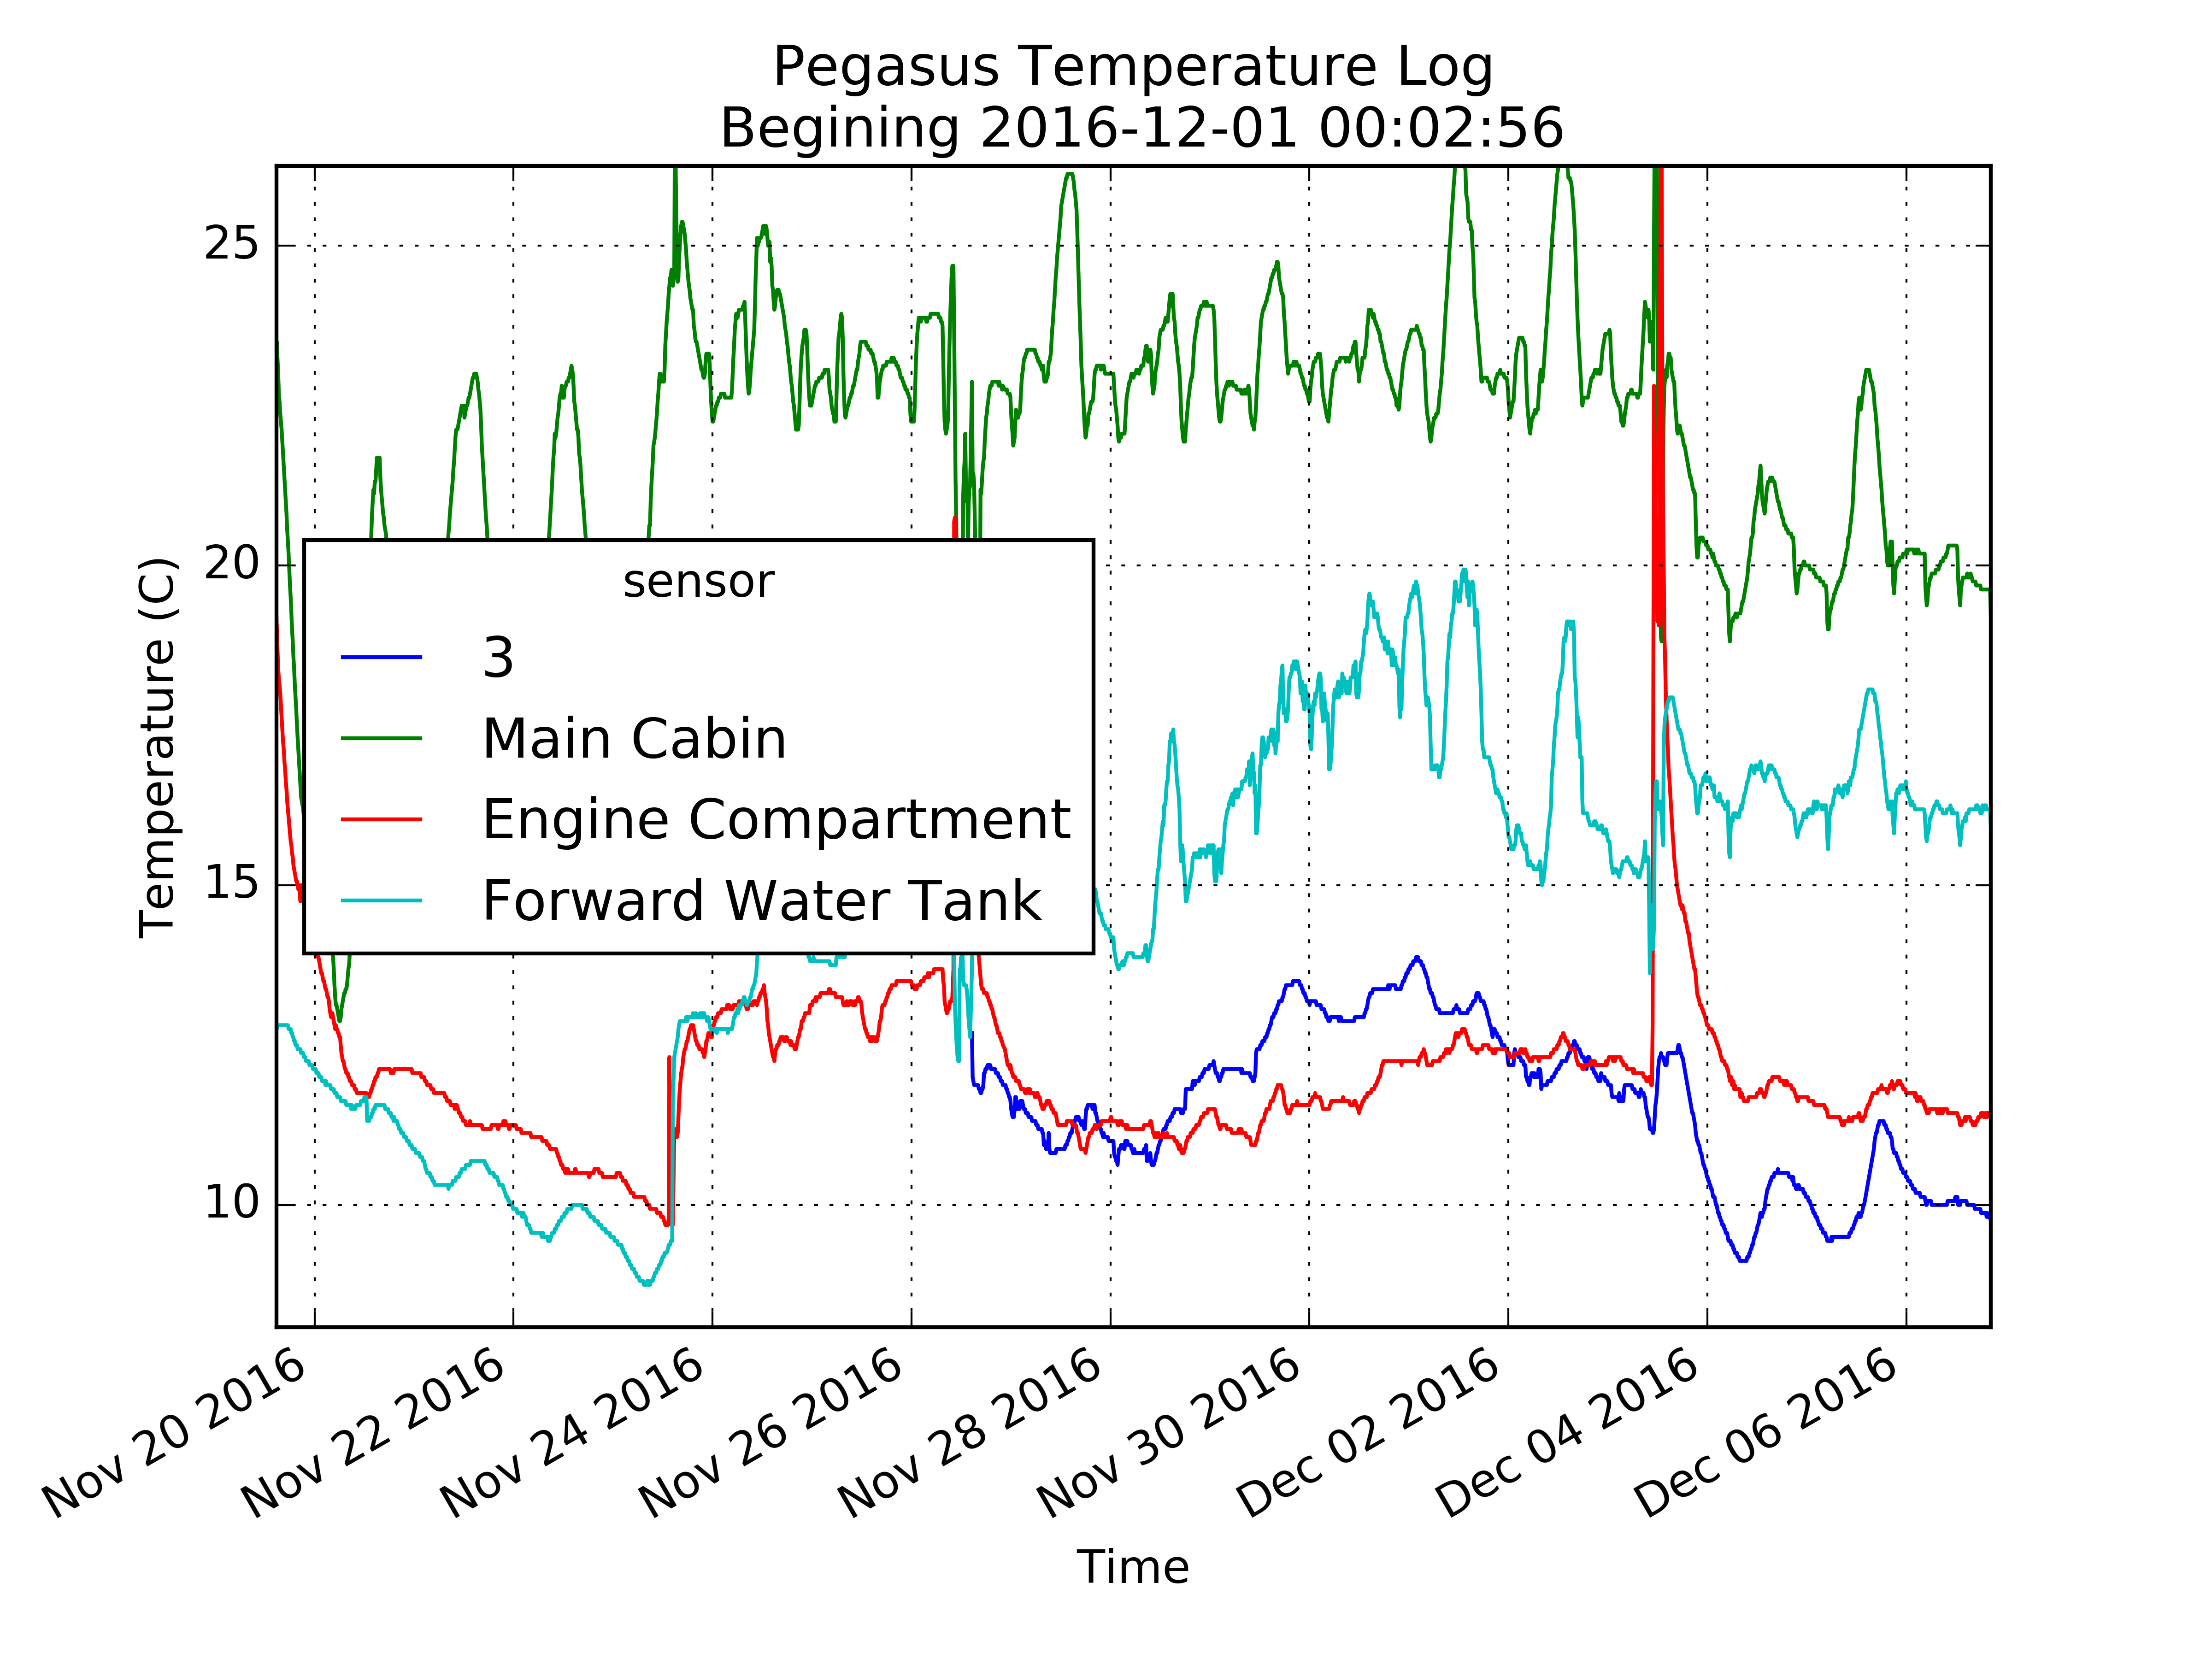 Pegasus Temperature Log
Begining 2016-12-01 00:02:56
25
20
15
10
Temperature (C)
sensor
3
Main Cabin
Engine Compartment
Forward Water Tank
Nov 20 2016
Nov 22 2016
Nov 24 2016
Nov 26 2016
Nov 28 2016
Nov 30 2016
Dec 02 2016
Dec 04 2016
Dec 06 2016
Time